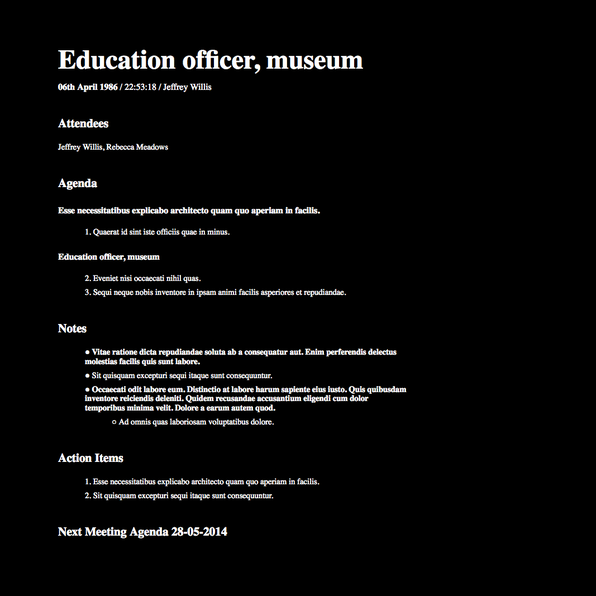 Education officer, museum
06th April 1986 / 22:53:18 / Jeffrey Willis
Attendees
Jeffrey Willis, Rebecca Meadows
Agenda
Esse necessitatibus explicabo architecto quam quo aperiam in facilis.
1. Quaerat id sint iste officiis quae in minus.
Education officer, museum
2. Eveniet nisi occaecati nihil quas.
3. Sequi neque nobis inventore in ipsam animi facilis asperiores et repudiandae.
Notes
● Vitae ratione dicta repudiandae soluta ab a consequatur aut. Enim perferendis delectus
molestias facilis quis sunt labore.
● Sit quisquam excepturi sequi itaque sunt consequuntur.
● Occaecati odit labore eum. Distinctio at labore harum sapiente eius iusto. Quis quibusdam
inventore reiciendis deleniti. Quidem recusandae accusantium eligendi cum dolor
temporibus minima velit. Dolore a earum autem quod.
○ Ad omnis quas laboriosam voluptatibus dolore.
Action Items
1. Esse necessitatibus explicabo architecto quam quo aperiam in facilis.
2. Sit quisquam excepturi sequi itaque sunt consequuntur.
Next Meeting Agenda 28-05-2014